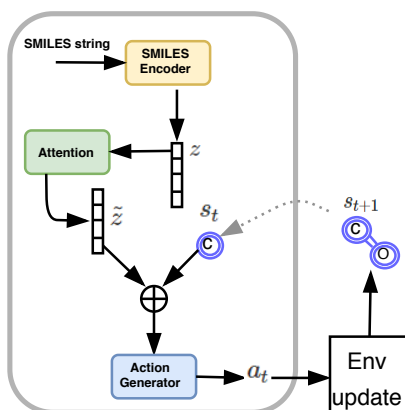 SMILES string
SMILES
Encoder
z
Attention
z̃
s_t
C
s_{t+1}
C
O
Action
Generator
a_t
Env
update